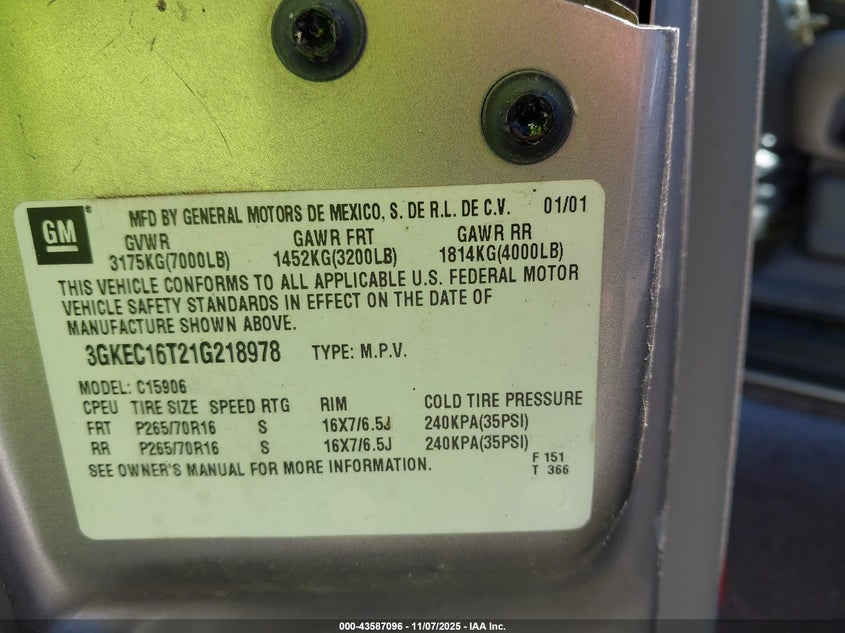 GM
MFD BY GENERAL MOTORS DE MEXICO, S. DE R.L. DE C.V. 01/01
GVWR GAWR FRT GAWR RR
3175KG(7000LB) 1452KG(3200LB) 1814KG(4000LB)
THIS VEHICLE CONFORMS TO ALL APPLICABLE U.S. FEDERAL MOTOR
VEHICLE SAFETY STANDARDS IN EFFECT ON THE DATE OF
MANUFACTURE SHOWN ABOVE.
3GKEC16T21G218978 TYPE: M.P.V.
MODEL: C15906
CPEU TIRE SIZE SPEED RTG RIM COLD TIRE PRESSURE
FRT P265/70R16 S 16X7/6.5J 240KPA(35PSI)
RR P265/70R16 S 16X7/6.5J 240KPA(35PSI)
SEE OWNER'S MANUAL FOR MORE INFORMATION.
F 151
T 366
000-43587096 — 11/07/2025 — IAA Inc.